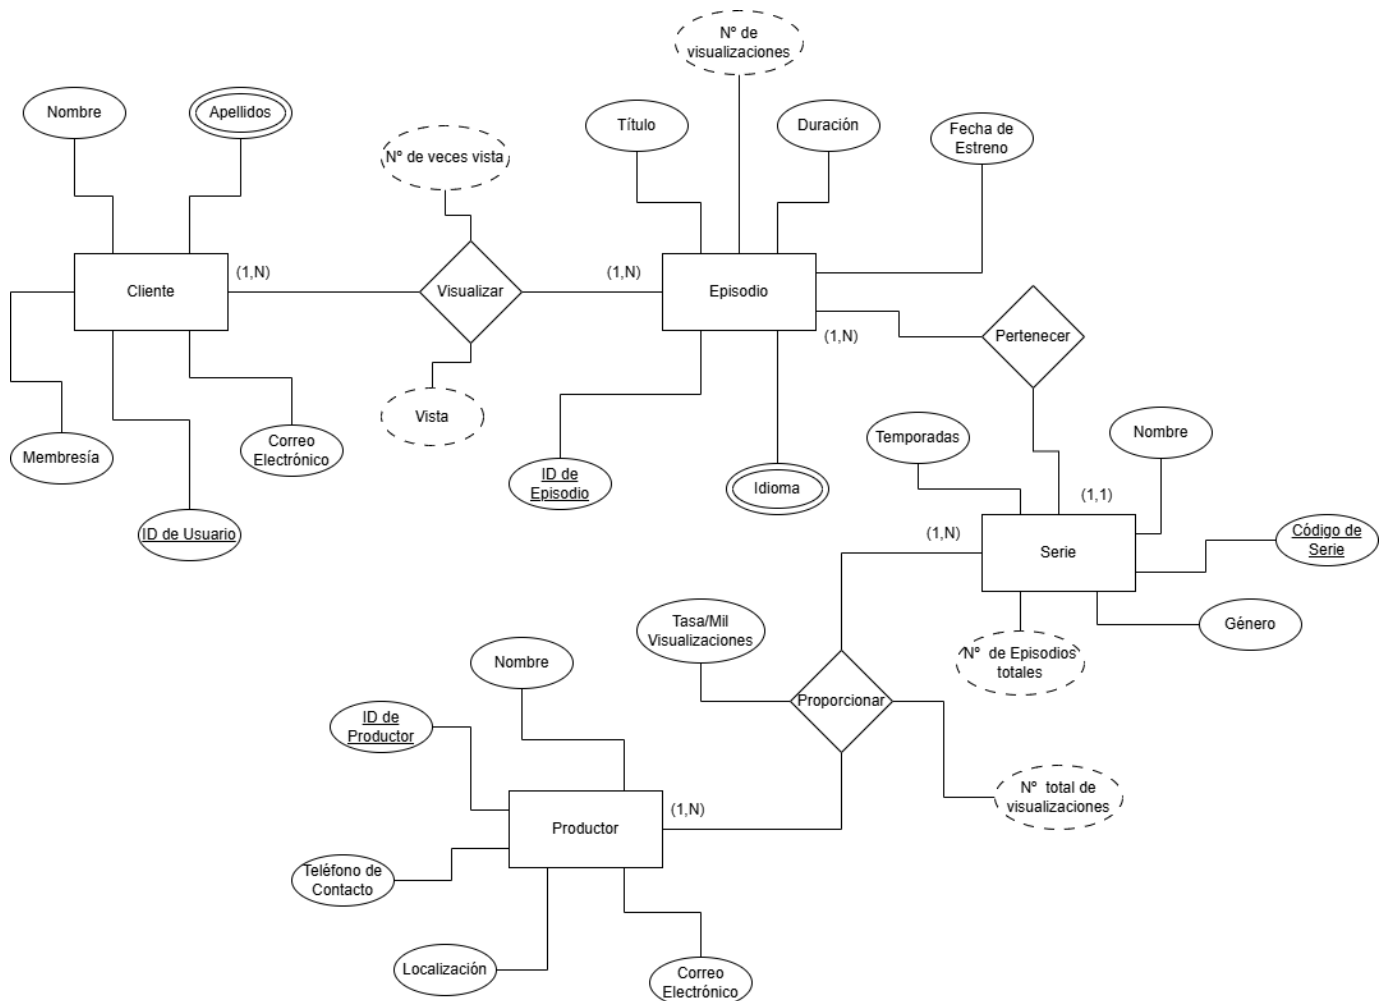 Nº de
visualizaciones
Nombre
Apellidos
Título
Duración
Fecha de
Estreno
Nº de veces vista
(1,N)
(1,N)
Cliente
Visualizar
Episodio
(1,N)
Pertenecer
Vista
Membresía
Correo
Electrónico
ID de Usuario
ID de
Episodio
Idioma
Temporadas
Nombre
(1,1)
(1,N)
Serie
Código de
Serie
Tasa/Mil
Visualizaciones
Género
Nº de Episodios
totales
Nombre
ID de
Productor
Proporcionar
Nº total de
visualizaciones
(1,N)
Productor
Teléfono de
Contacto
Localización
Correo
Electrónico